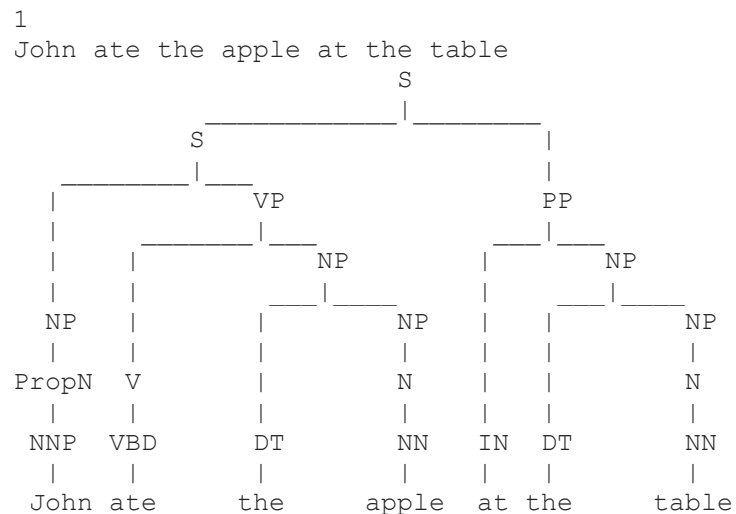 1
John ate the apple at the table
S
S
VP PP
NP NP
NP NP NP
PropN V N N
NNP VBD DT NN IN DT NN
John ate the apple at the table